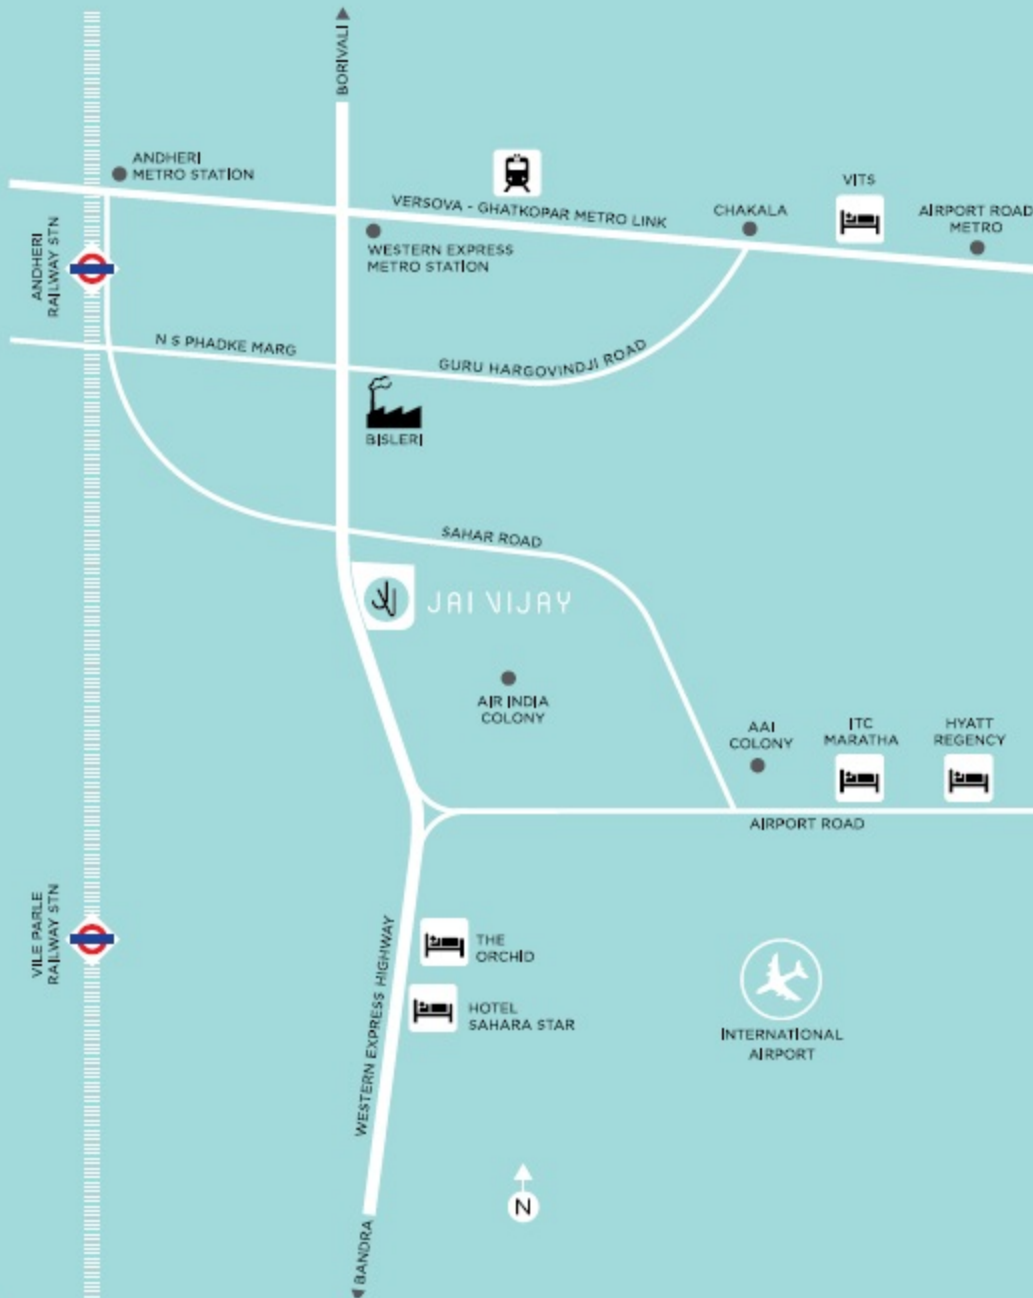 BORIVALI
ANDHERI
METRO STATION
VERSOVA - GHATKOPAR METRO LINK
CHAKALA
VITS
AIRPORT ROAD
METRO
WESTERN EXPRESS
METRO STATION
ANDHERI
RAILWAY STN
N S PHADKE MARG
GURU HARGOVINDJI ROAD
BISLERI
SAHAR ROAD
JAI VIJAY
AIR INDIA
COLONY
AAI
COLONY
ITC
MARATHA
HYATT
REGENCY
AIRPORT ROAD
VILE PARLE
RAILWAY STN
WESTERN EXPRESS HIGHWAY
THE
ORCHID
HOTEL
SAHARA STAR
INTERNATIONAL
AIRPORT
N
BANDRA